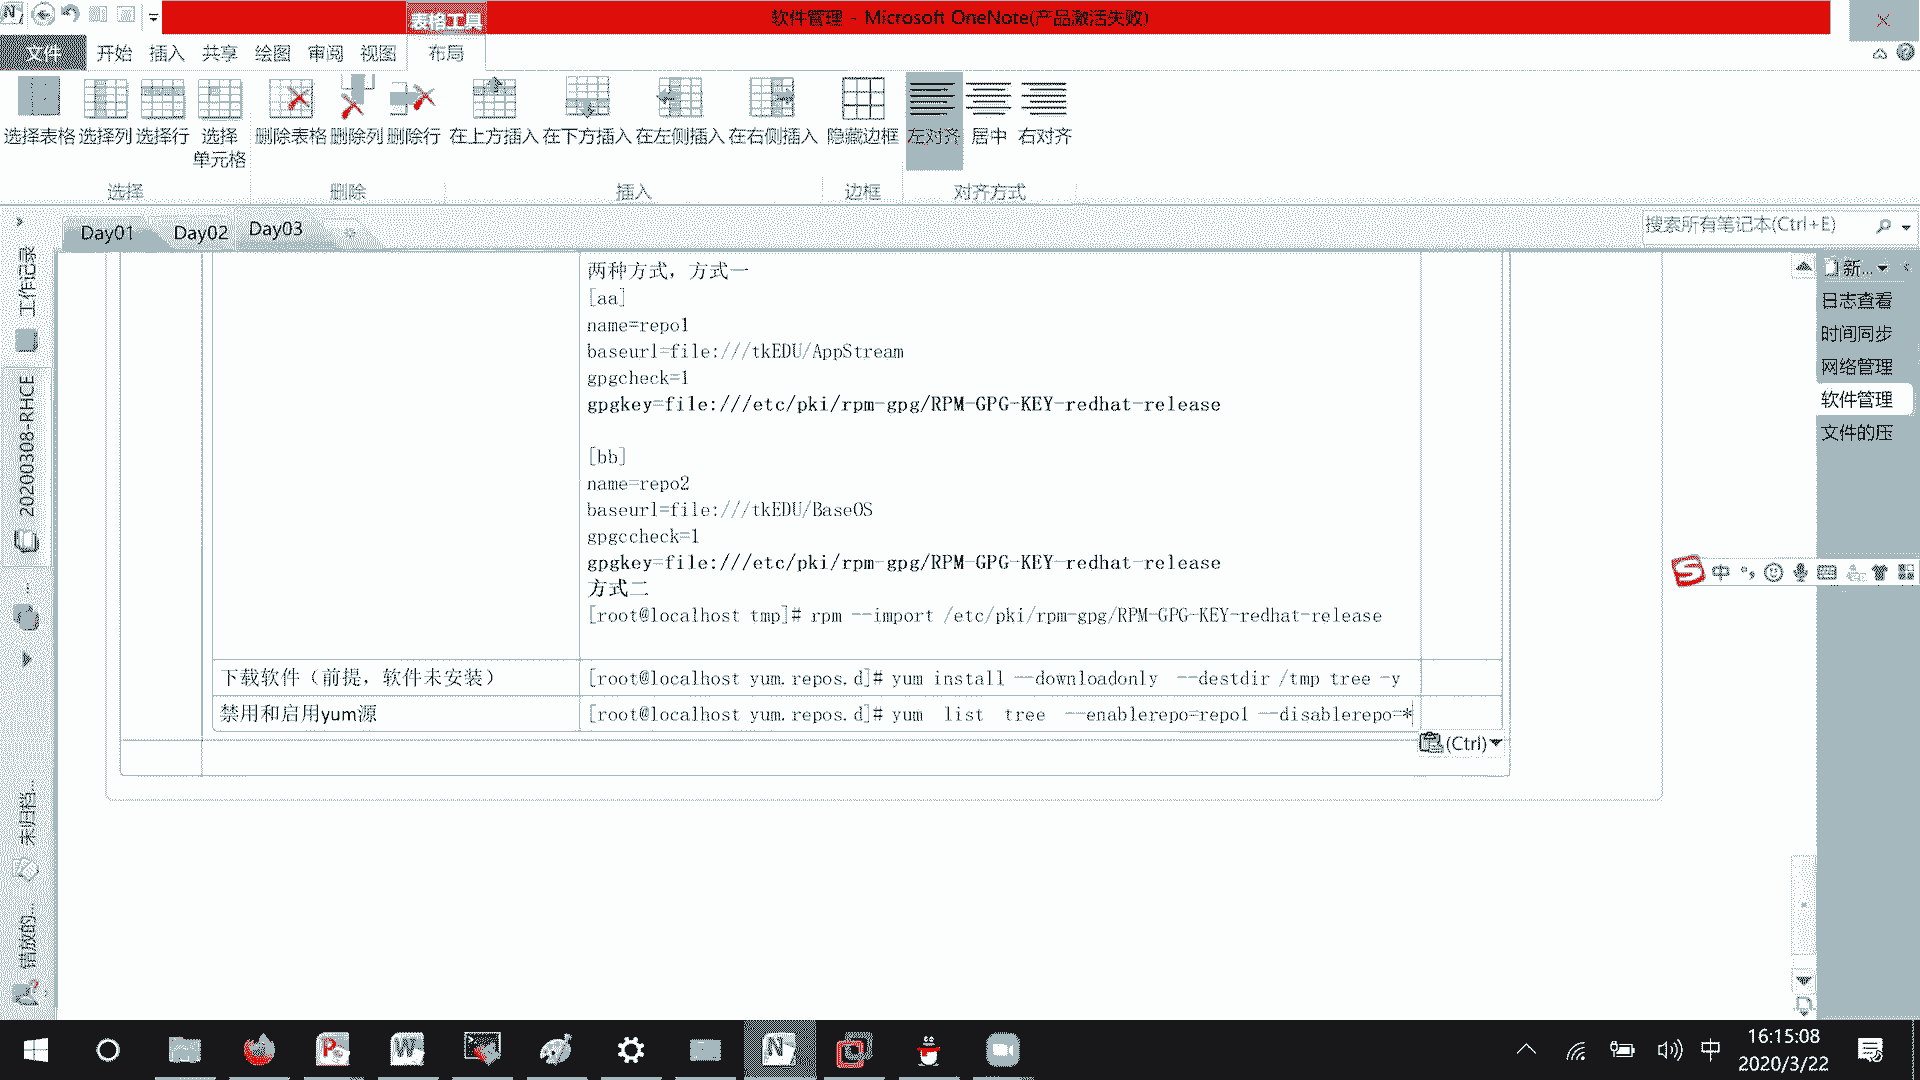 表格工具
软件管理 - Microsoft OneNote(产品激活失败)
文件 开始 插入 共享 绘图 审阅 视图 布局
选择表格 选择列 选择行 选择单元格 删除表格 删除列 删除行 在上方插入 在下方插入 在左侧插入 在右侧插入 隐藏边框 左对齐 居中 右对齐
选择 删除 插入 边框 对齐方式
Day01 Day02 Day03
搜索所有笔记本(Ctrl+E)
工作记录
20200308-RHCE
...
未归档...
错放的...
两种方式，方式一
[aa]
name=repo1
baseurl=file:///tkEDU/AppStream
gpgcheck=1
gpgkey=file:///etc/pki/rpm-gpg/RPM-GPG-KEY-redhat-release
[bb]
name=repo2
baseurl=file:///tkEDU/BaseOS
gpgccheck=1
gpgkey=file:///etc/pki/rpm-gpg/RPM-GPG-KEY-redhat-release
方式二
[root@localhost tmp]# rpm --import /etc/pki/rpm-gpg/RPM-GPG-KEY-redhat-release
下载软件（前提，软件未安装） [root@localhost yum.repos.d]# yum install --downloadonly --destdir /tmp tree -y
禁用和启用yum源 [root@localhost yum.repos.d]# yum list tree --enablerepo=repo1 --disablerepo=*
(Ctrl)
新...
日志查看
时间同步
网络管理
软件管理
文件的压
中
中
16:15:08
2020/3/22